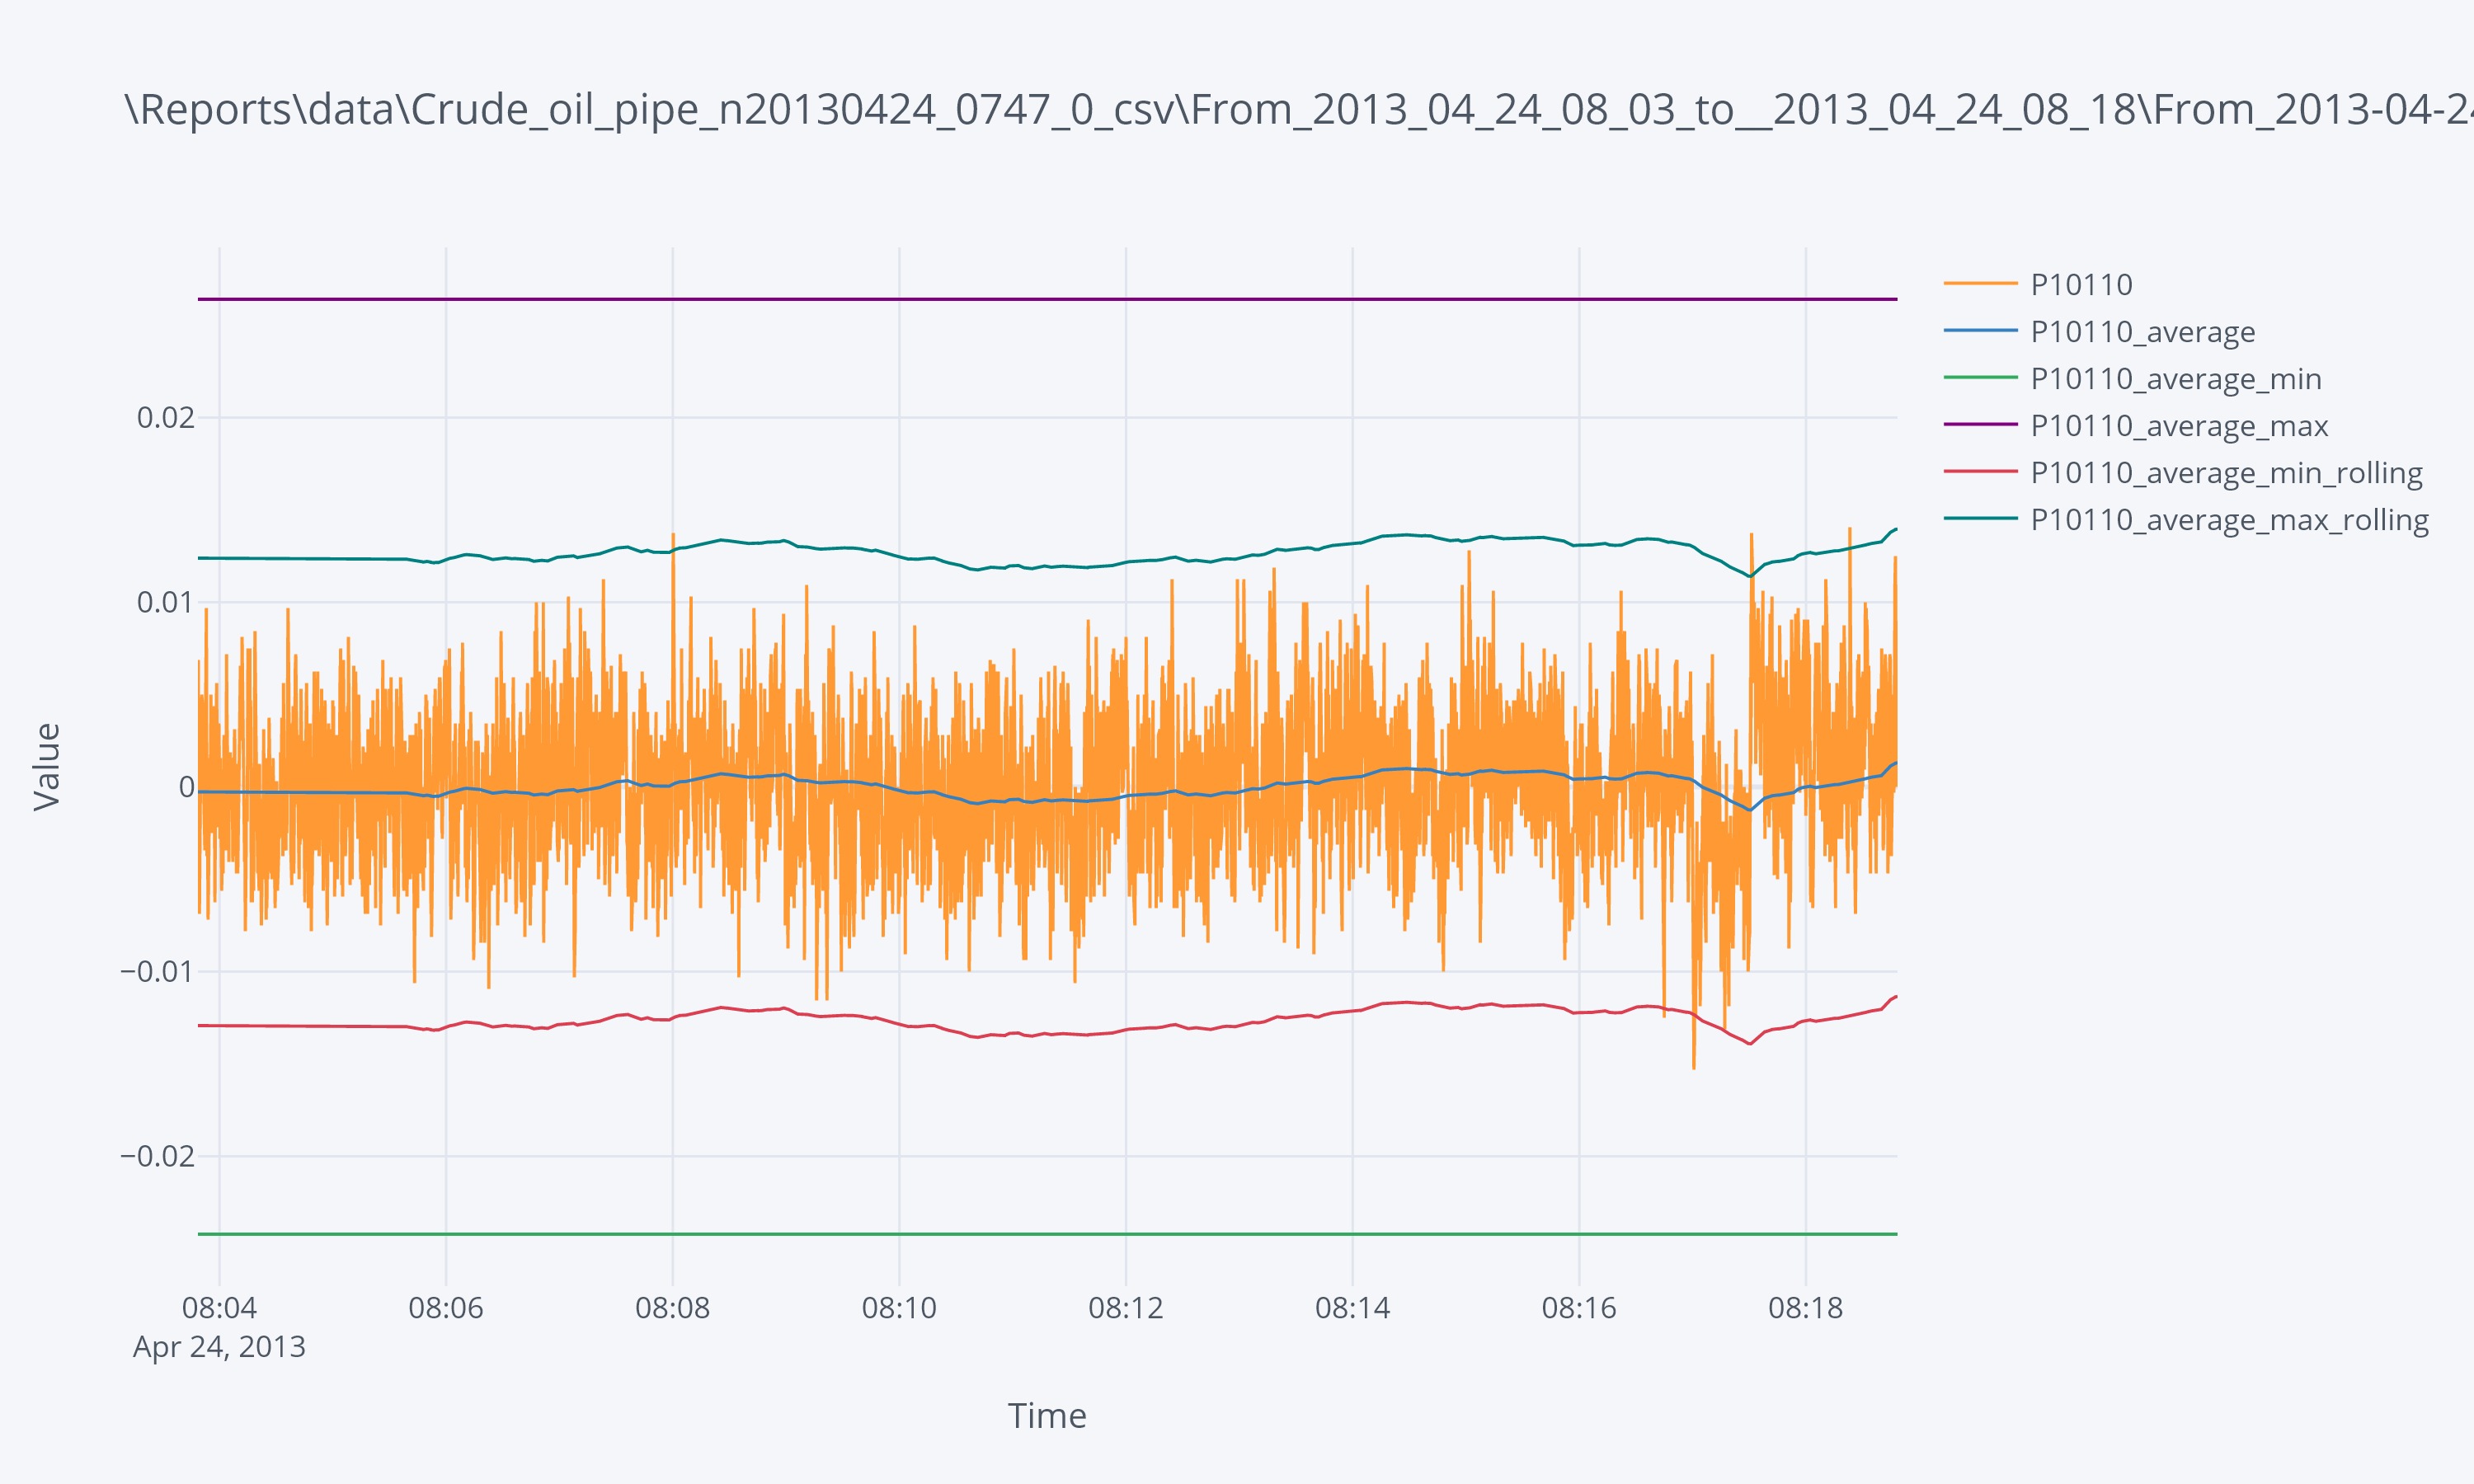 \Reports\data\Crude_oil_pipe_n20130424_0747_0_csv\From_2013_04_24_08_03_to__2013_04_24_08_18\From_2013-04-24
P10110
P10110_average
P10110_average_min
P10110_average_max
P10110_average_min_rolling
P10110_average_max_rolling
0.02
0.01
0
−0.01
−0.02
Value
08:04 08:06 08:08 08:10 08:12 08:14 08:16 08:18
Apr 24, 2013
Time